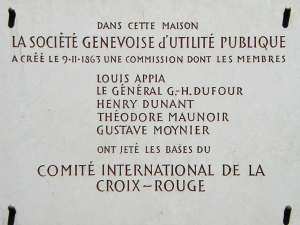 DANS CETTE MAISON
LA SOCIÉTÉ GENEVOISE d'UTILITÉ PUBLIQUE
A CRÉÉ LE 9·II·1863 UNE COMMISSION DONT LES MEMBRES
LOUIS APPIA
LE GÉNÉRAL G.-H. DUFOUR
HENRY DUNANT
THÉODORE MAUNOIR
GUSTAVE MOYNIER
ONT JETÉ LES BASES DU
COMITÉ INTERNATIONAL DE LA
CROIX-ROUGE